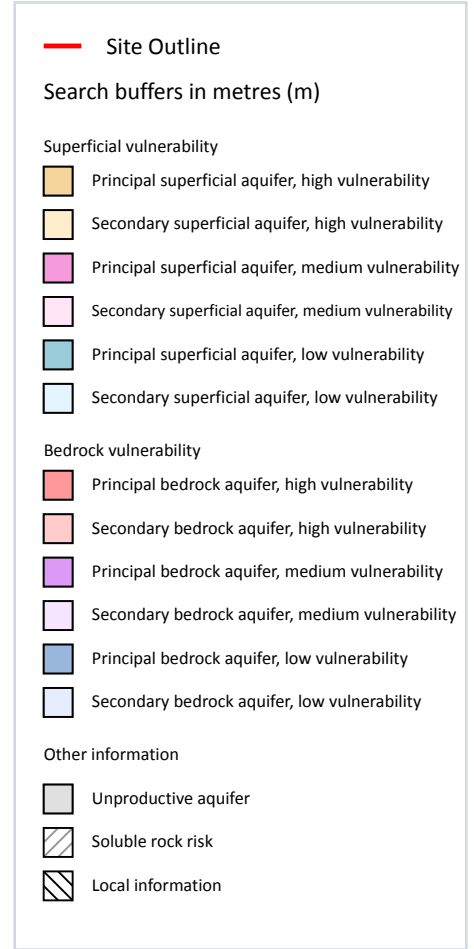 Site Outline
Search buffers in metres (m)
Superficial vulnerability
Principal superficial aquifer, high vulnerability
Secondary superficial aquifer, high vulnerability
Principal superficial aquifer, medium vulnerability
Secondary superficial aquifer, medium vulnerability
Principal superficial aquifer, low vulnerability
Secondary superficial aquifer, low vulnerability
Bedrock vulnerability
Principal bedrock aquifer, high vulnerability
Secondary bedrock aquifer, high vulnerability
Principal bedrock aquifer, medium vulnerability
Secondary bedrock aquifer, medium vulnerability
Principal bedrock aquifer, low vulnerability
Secondary bedrock aquifer, low vulnerability
Other information
Unproductive aquifer
Soluble rock risk
Local information